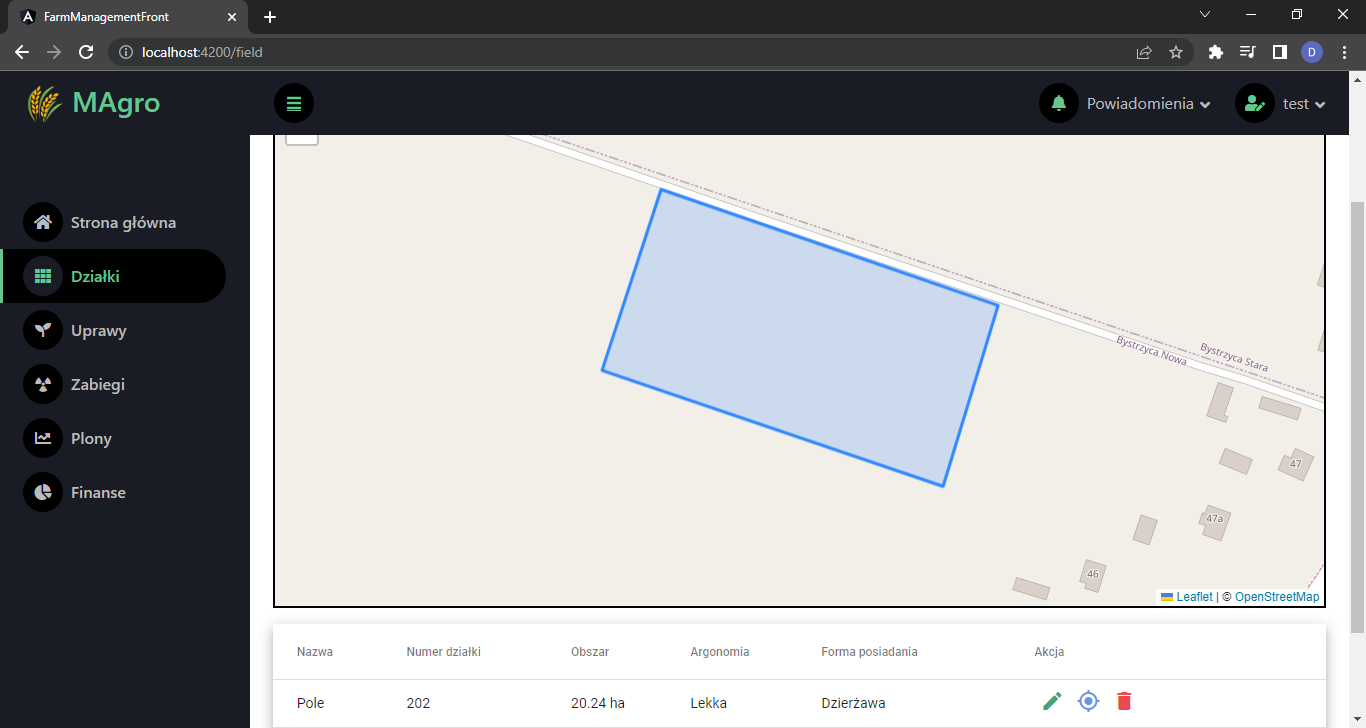 FarmManagementFront
localhost:4200/field
D
MAgro
Powiadomienia
test
Strona główna
Działki
Uprawy
Zabiegi
Plony
Finanse
Bystrzyca Nowa
Bystrzyca Stara
47
47a
46
Leaflet | © OpenStreetMap
Nazwa Numer działki Obszar Argonomia Forma posiadania Akcja
Pole 202 20.24 ha Lekka Dzierżawa